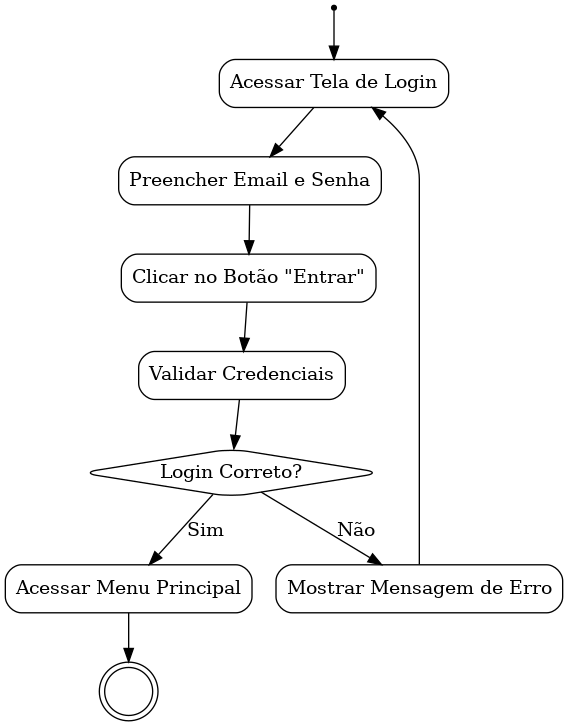 Acessar Tela de Login
Preencher Email e Senha
Clicar no Botão "Entrar"
Validar Credenciais
Login Correto?
Sim
Não
Acessar Menu Principal
Mostrar Mensagem de Erro